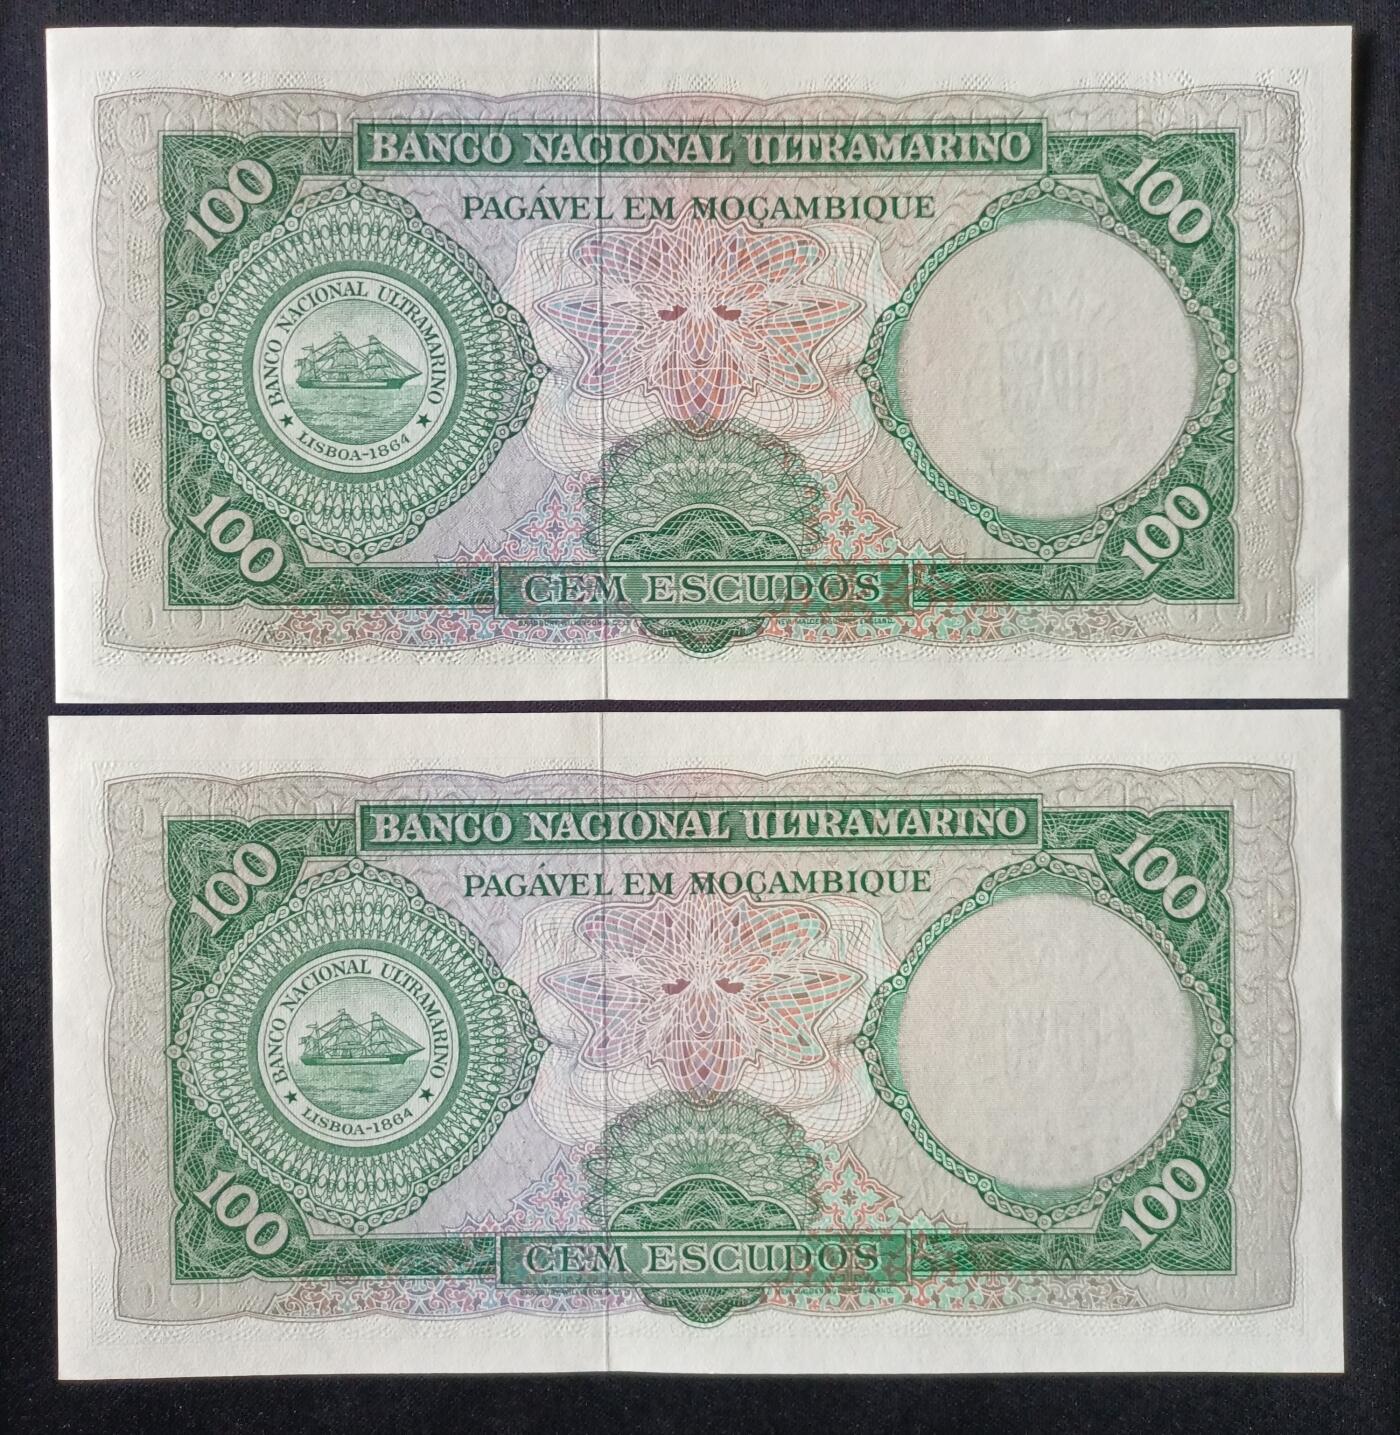 BANCO NACIONAL ULTRAMARINO
100
100
PAGÁVEL EM MOÇAMBIQUE
BANCO NACIONAL ULTRAMARINO
★ LISBOA-1864 ★
100
100
CEM ESCUDOS
BANCO NACIONAL ULTRAMARINO
100
100
PAGÁVEL EM MOÇAMBIQUE
BANCO NACIONAL ULTRAMARINO
★ LISBOA-1864 ★
100
100
CEM ESCUDOS